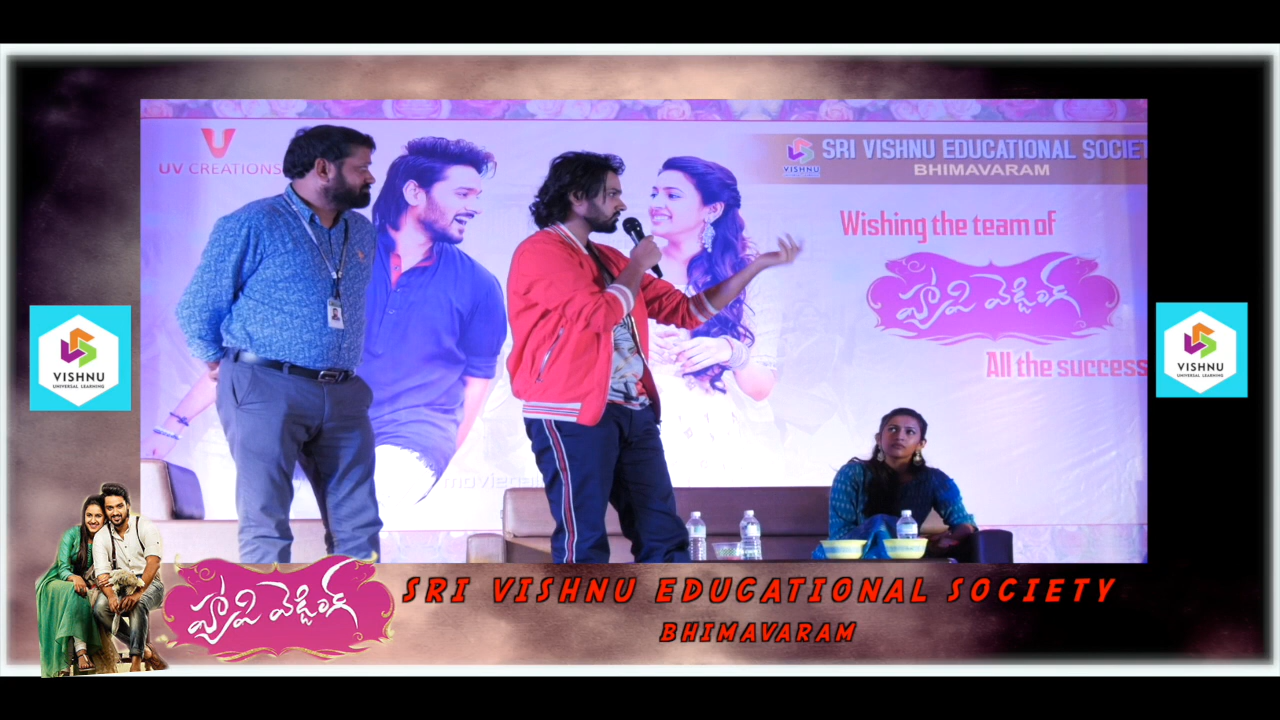 UV CREATIONS
VISHNU
SRI VISHNU EDUCATIONAL SOCIET
BHIMAVARAM
Wishing the team of
హ్యాపి వెడ్డింగ్
All the success
VISHNU
UNIVERSAL LEARNING
VISHNU
UNIVERSAL LEARNING
హ్యాపి వెడ్డింగ్
SRI VISHNU EDUCATIONAL SOCIETY
BHIMAVARAM